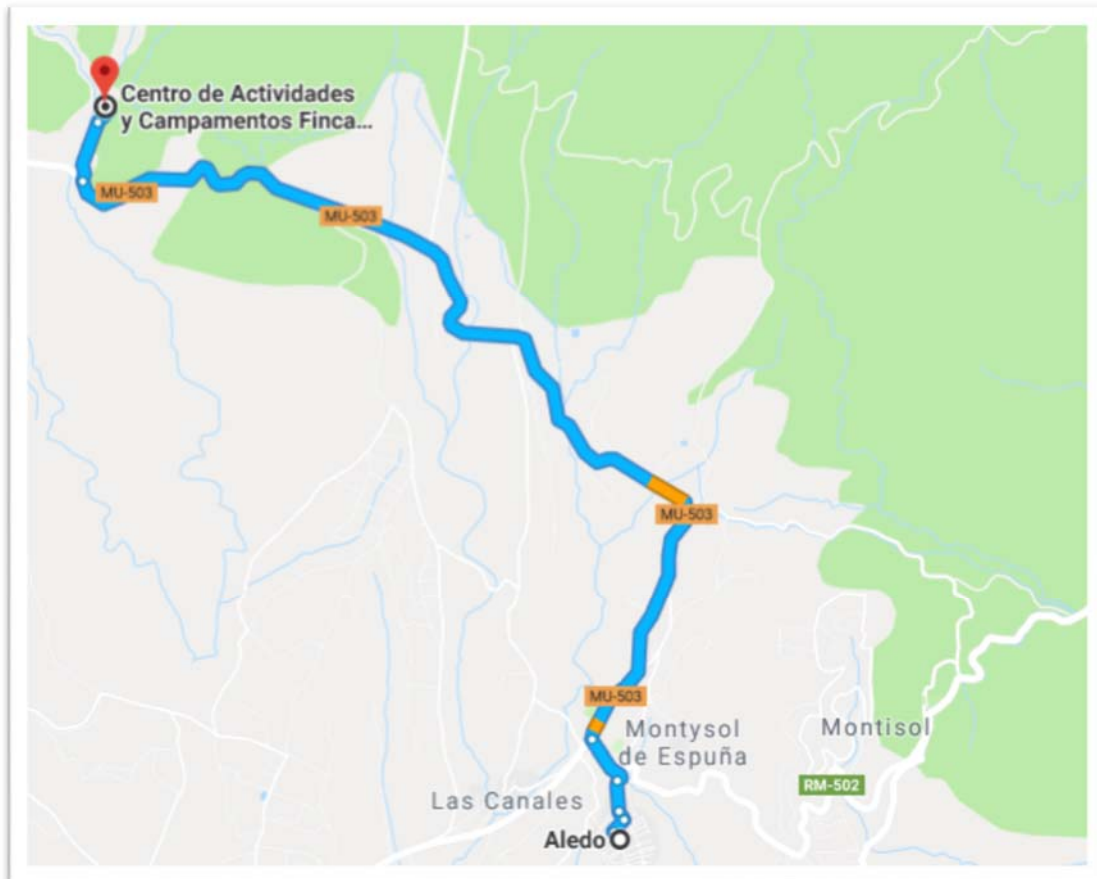 Centro de Actividades
y Campamentos Finca...
MU-503
MU-503
MU-503
MU-503
Montysol
de Espuña
Montisol
RM-502
Las Canales
Aledo